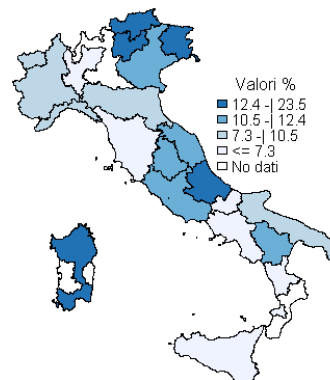 Valori %
12.4 -| 23.5
10.5 -| 12.4
7.3 -| 10.5
<= 7.3
No dati